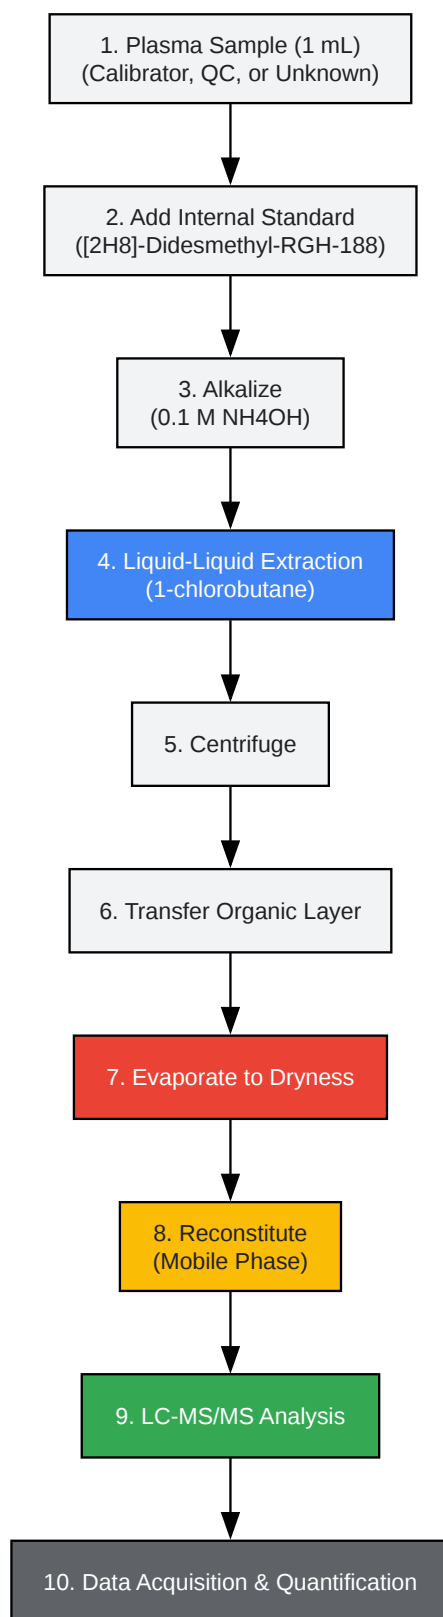 1. Plasma Sample (1 mL)
(Calibrator, QC, or Unknown)
2. Add Internal Standard
([2H8]-Didesmethyl-RGH-188)
3. Alkalize
(0.1 M NH4OH)
4. Liquid-Liquid Extraction
(1-chlorobutane)
5. Centrifuge
6. Transfer Organic Layer
7. Evaporate to Dryness
8. Reconstitute
(Mobile Phase)
9. LC-MS/MS Analysis
10. Data Acquisition & Quantification